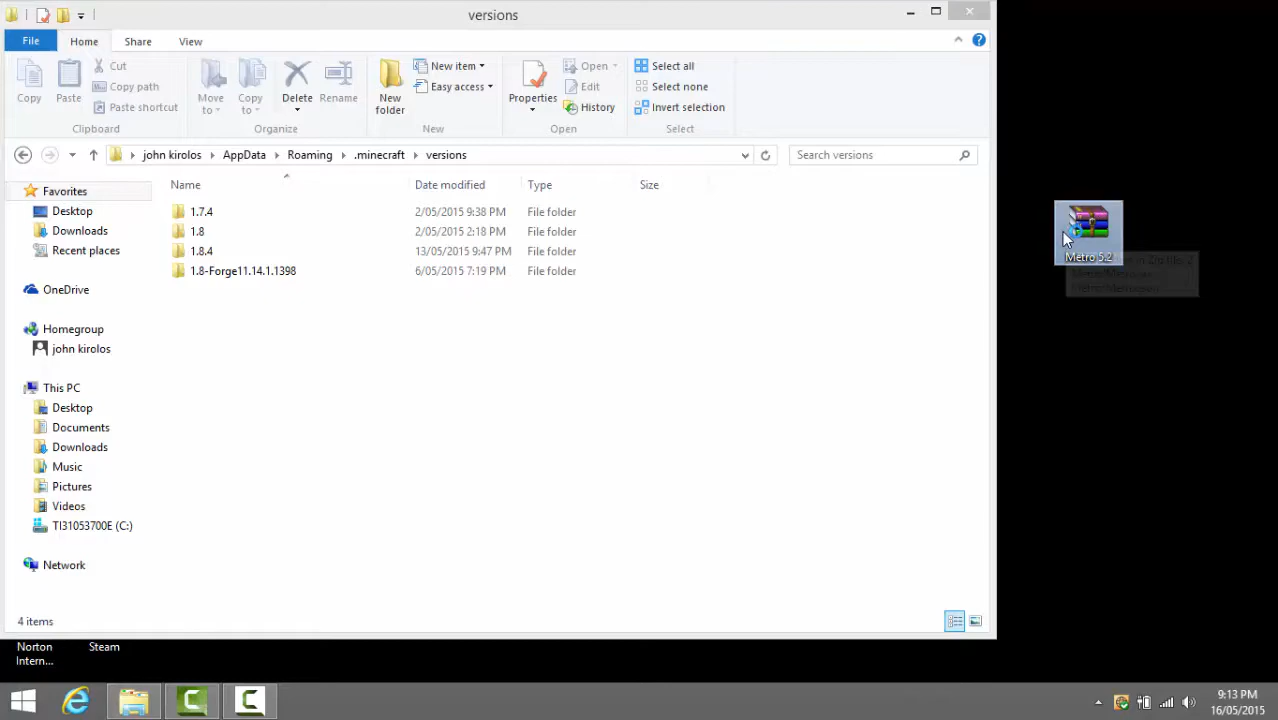 versions
File
Home
Share
View
Copy
Paste
Cut
Copy path
Paste shortcut
Clipboard
Move to
Copy to
Delete
Rename
Organize
New folder
New item
Easy access
New
Properties
Open
Edit
History
Open
Select all
Select none
Invert selection
Select
john kirolos
AppData
Roaming
.minecraft
versions
Search versions
Name
Date modified
Type
Size
1.7.4 2/05/2015 9:38 PM File folder
1.8 2/05/2015 2:18 PM File folder
1.8.4 13/05/2015 9:47 PM File folder
1.8-Forge11.14.1.1398 6/05/2015 7:19 PM File folder
Favorites
Desktop
Downloads
Recent places
OneDrive
Homegroup
john kirolos
This PC
Desktop
Documents
Downloads
Music
Pictures
Videos
TI31053700E (C:)
Network
4 items
Metro 5.2
in Zip file: 2
Norton
Intern...
Steam
9:13 PM
16/05/2015